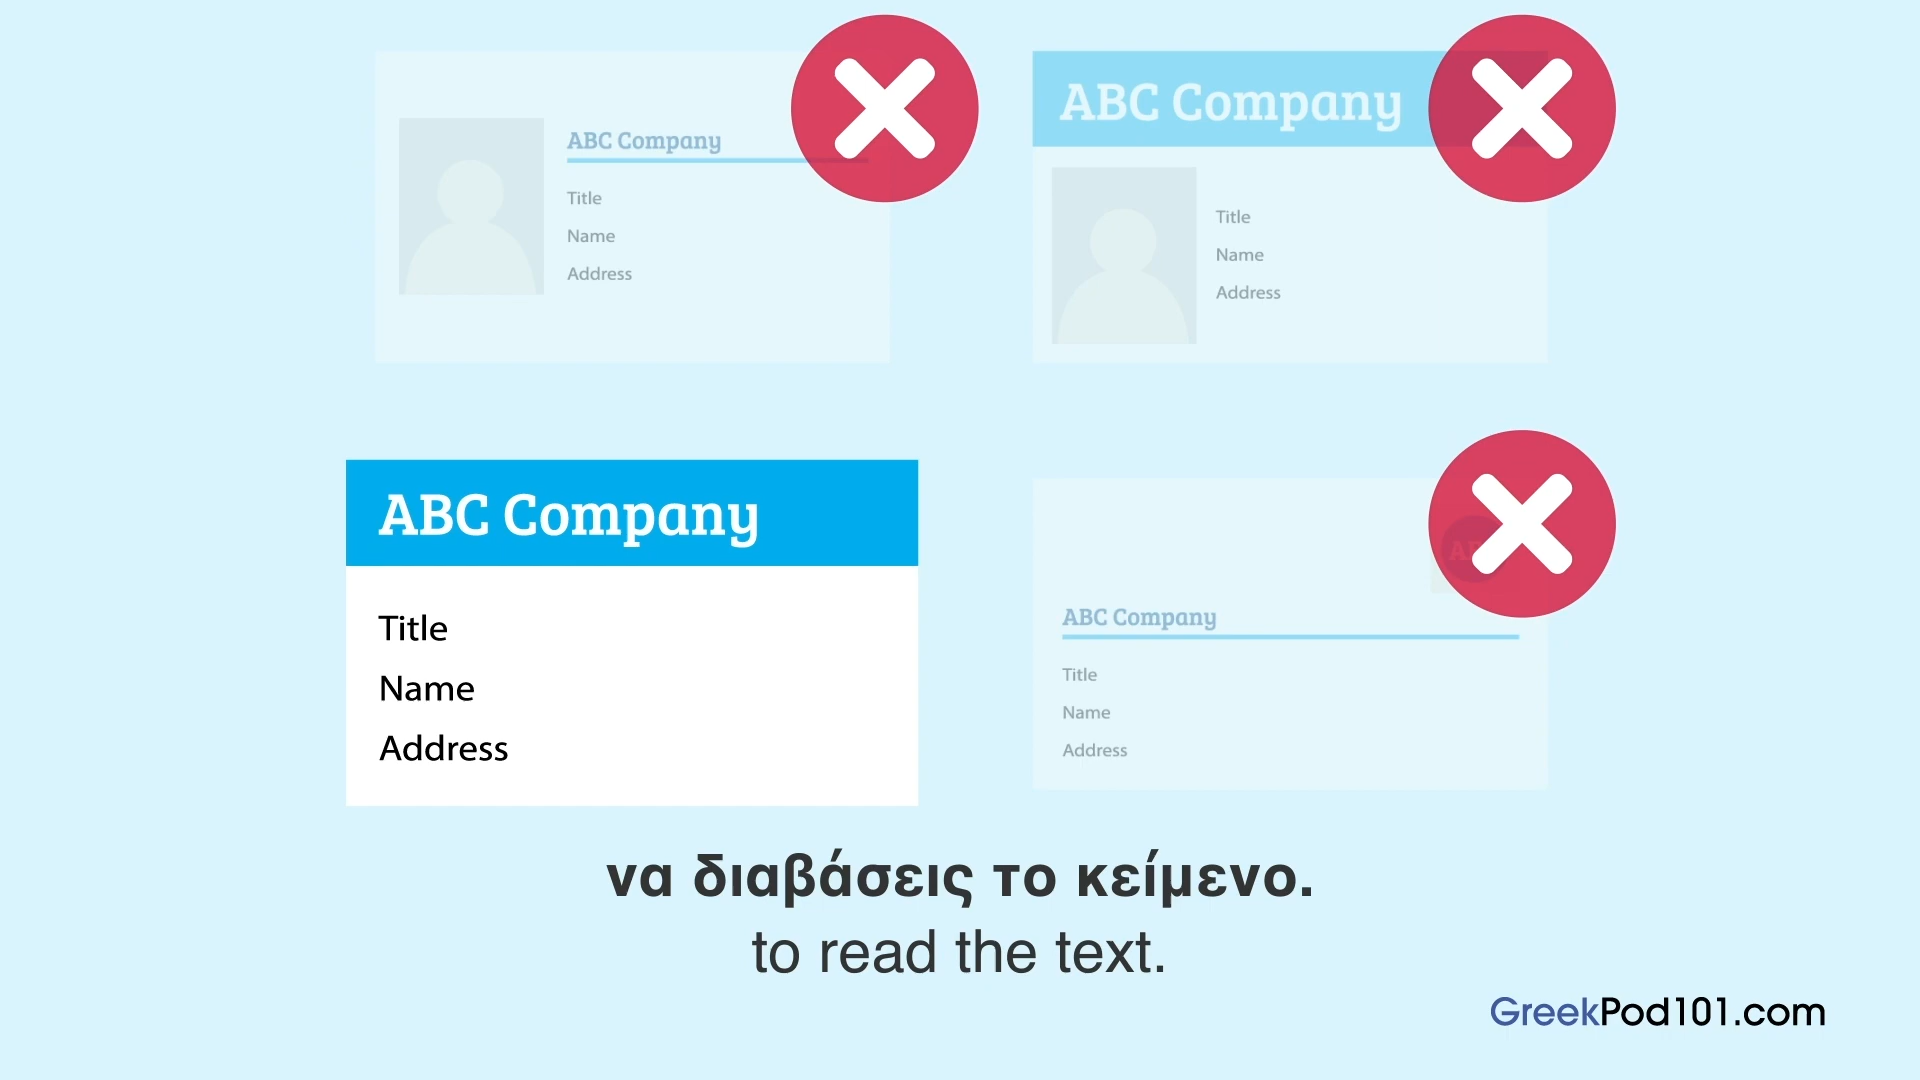 ABC Company
Title
Name
Address
ABC Company
Title
Name
Address
ABC Company
Title
Name
Address
ABC Company
Title
Name
Address
να διαβάσεις το κείμενο.
to read the text.
GreekPod101.com